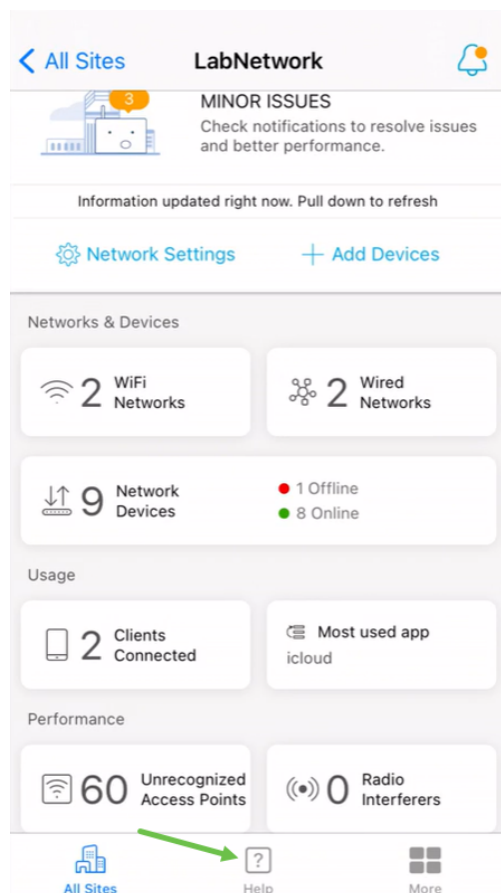 All Sites
LabNetwork
3
MINOR ISSUES
Check notifications to resolve issues
and better performance.
Information updated right now. Pull down to refresh
Network Settings
Add Devices
Networks & Devices
2 WiFi
Networks
2 Wired
Networks
9 Network
Devices
1 Offline
8 Online
Usage
2 Clients
Connected
Most used app
icloud
Performance
60 Unrecognized
Access Points
0 Radio
Interferers
?
All Sites
Help
More